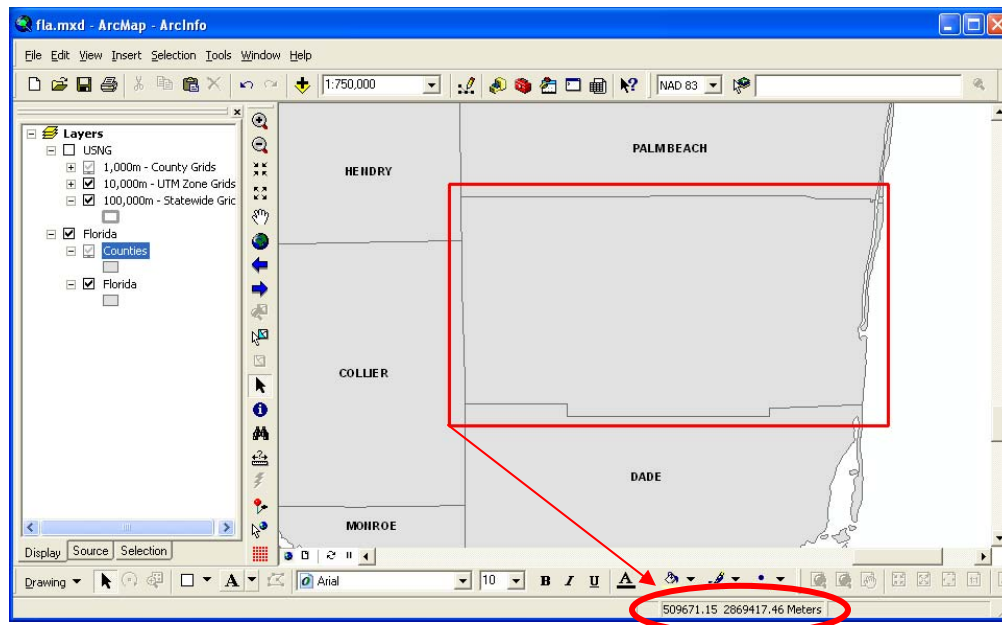 fla.mxd - ArcMap - ArcInfo
File Edit View Insert Selection Tools Window Help
1:750,000
NAD 83
Layers
USNG
1,000m - County Grids
10,000m - UTM Zone Grids
100,000m - Statewide Gric
Florida
Counties
Florida
PALMBEACH
HENDRY
COLLIER
DADE
MONROE
Display Source Selection
Drawing A Arial 10 B I U A
509671.15 2869417.46 Meters